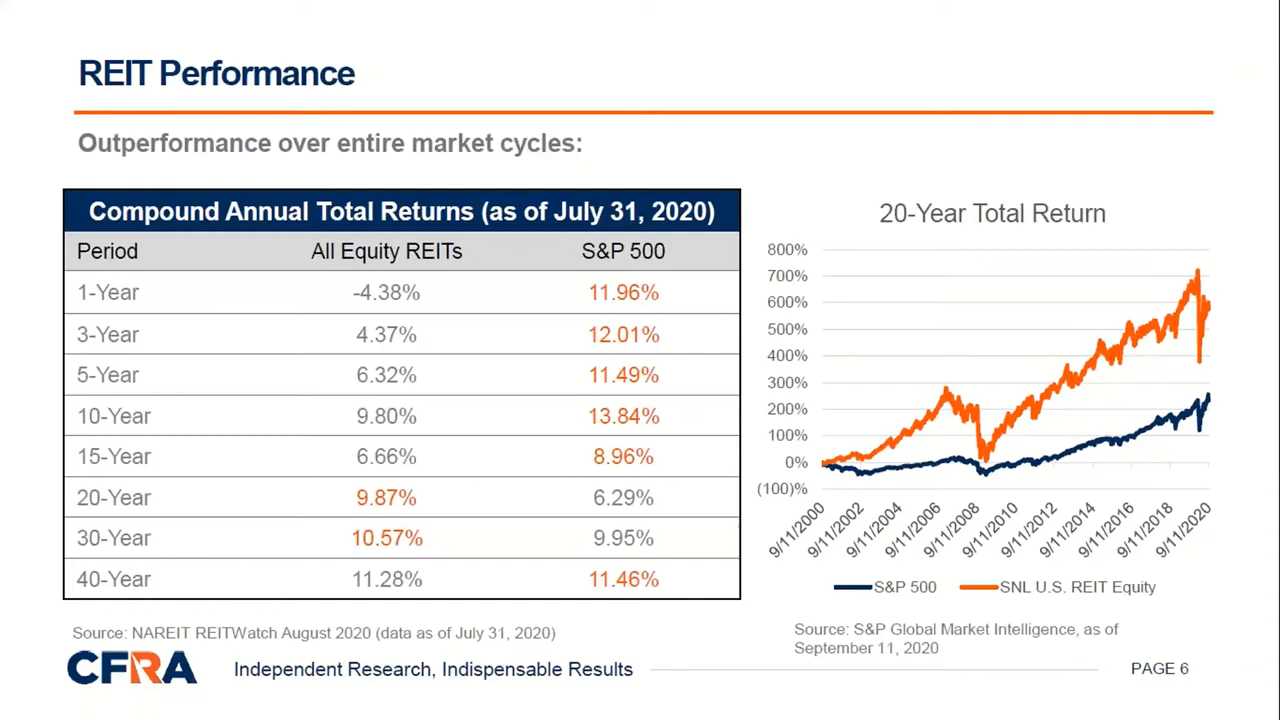 REIT Performance
Outperformance over entire market cycles:
Compound Annual Total Returns (as of July 31, 2020)
Period All Equity REITs S&P 500
1-Year -4.38% 11.96%
3-Year 4.37% 12.01%
5-Year 6.32% 11.49%
10-Year 9.80% 13.84%
15-Year 6.66% 8.96%
20-Year 9.87% 6.29%
30-Year 10.57% 9.95%
40-Year 11.28% 11.46%
Source: NAREIT REITWatch August 2020 (data as of July 31, 2020)
20-Year Total Return
800%
700%
600%
500%
400%
300%
200%
100%
0%
(100)%
9/11/2000
9/11/2002
9/11/2004
9/11/2006
9/11/2008
9/11/2010
9/11/2012
9/11/2014
9/11/2016
9/11/2018
9/11/2020
S&P 500 SNL U.S. REIT Equity
Source: S&P Global Market Intelligence, as of
September 11, 2020
CFRA Independent Research, Indispensable Results PAGE 6